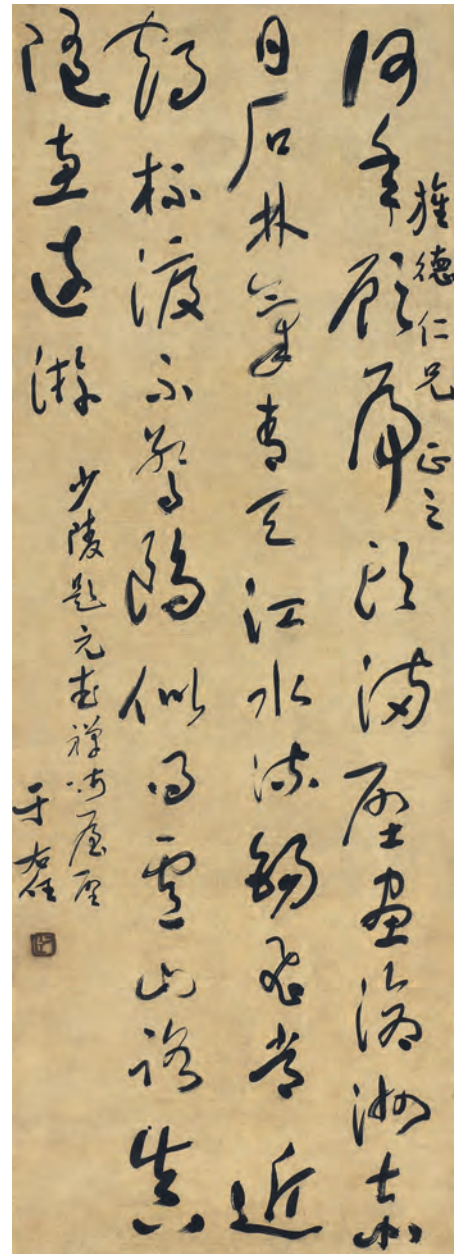 何年顧虎頭滿壁畫滄洲赤
日石林氣青天江水流錫飛常近
鶴杯渡不驚鷗似得廬山路真
隨惠遠游
少陵題元武禪師屋壁
德仁兄正之
于右任